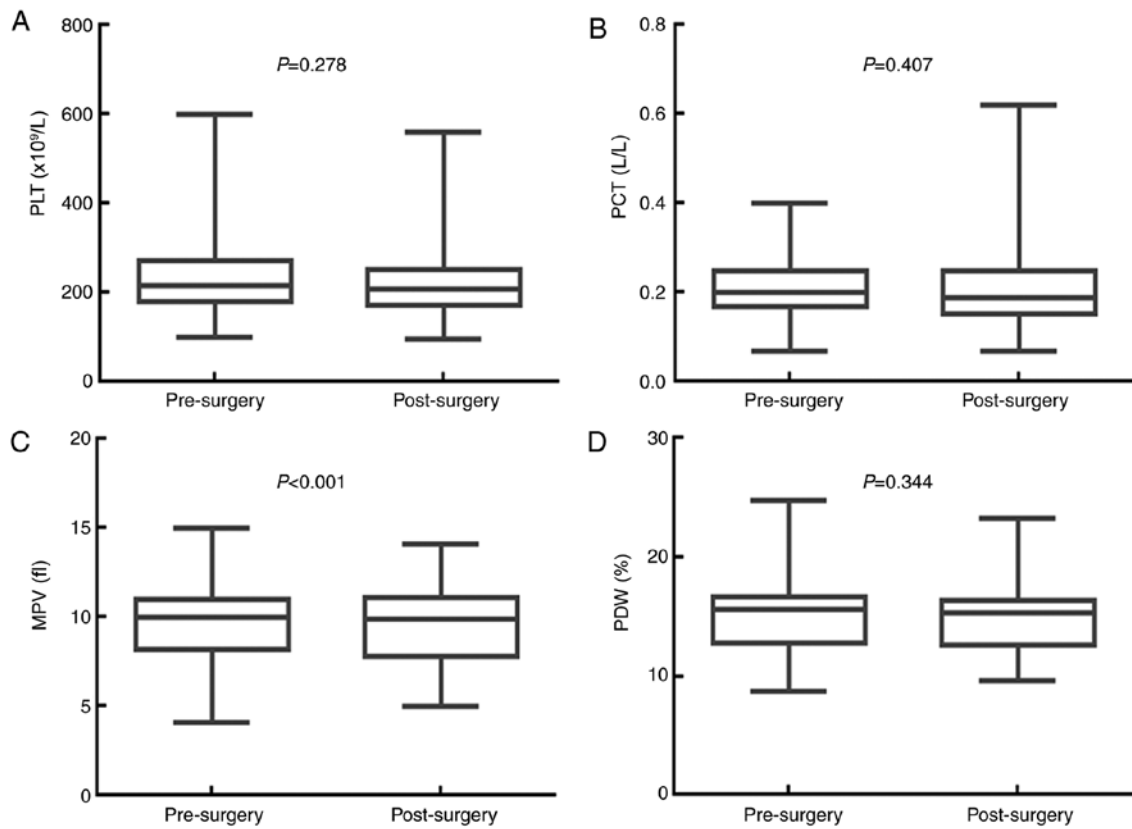 A
PLT (x10⁹/L)
800
600
400
200
0
P=0.278
Pre-surgery
Post-surgery
B
PCT (L/L)
0.8
0.6
0.4
0.2
0.0
P=0.407
Pre-surgery
Post-surgery
C
MPV (fl)
20
15
10
5
0
P<0.001
Pre-surgery
Post-surgery
D
PDW (%)
30
20
10
0
P=0.344
Pre-surgery
Post-surgery